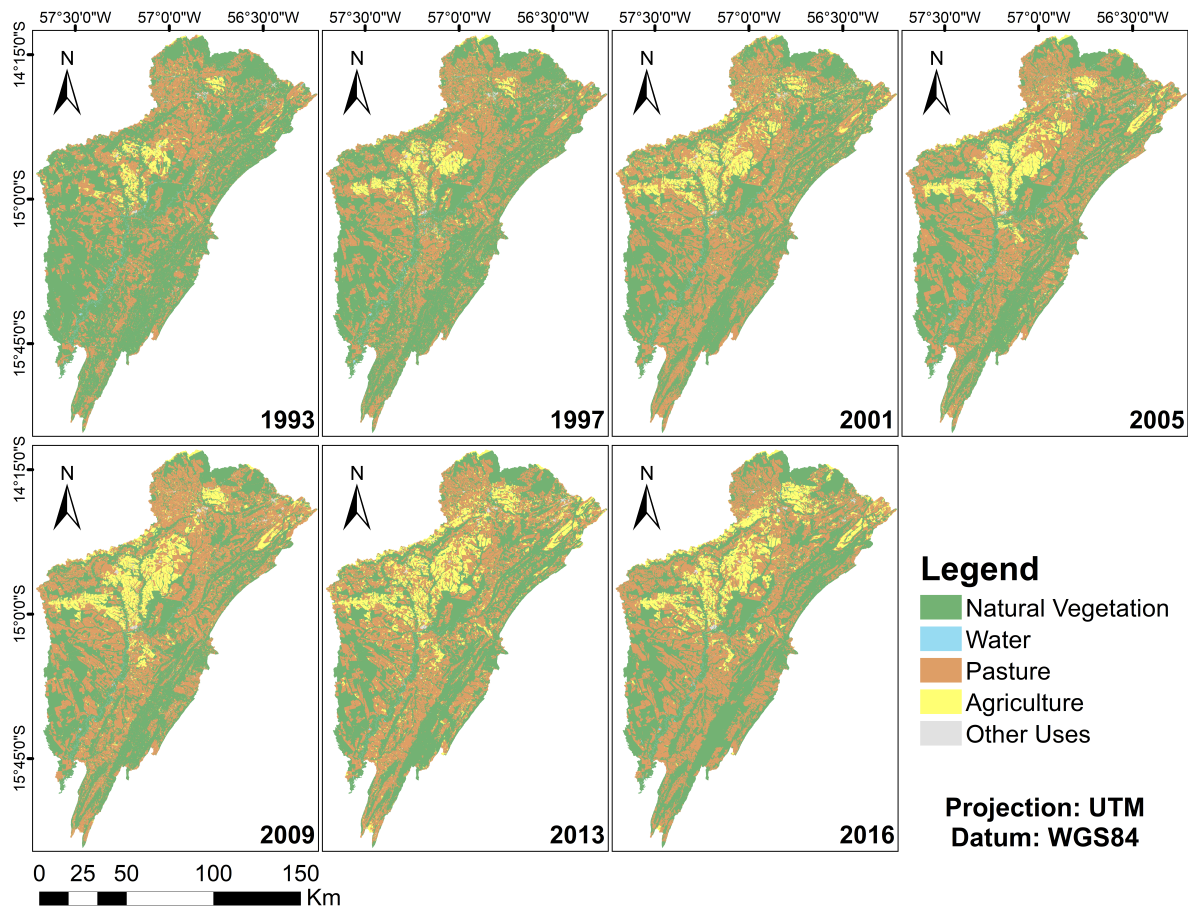 57°30'0"W 57°0'0"W 56°30'0"W 57°30'0"W 57°0'0"W 56°30'0"W 57°30'0"W 57°0'0"W 56°30'0"W 57°30'0"W 57°0'0"W 56°30'0"W
14°15'0"S
15°0'0"S
15°45'0"S
N N N N
1993 1997 2001 2005
14°15'0"S
15°0'0"S
15°45'0"S
N N N
2009 2013 2016
Legend
Natural Vegetation
Water
Pasture
Agriculture
Other Uses
Projection: UTM
Datum: WGS84
0 25 50 100 150
Km